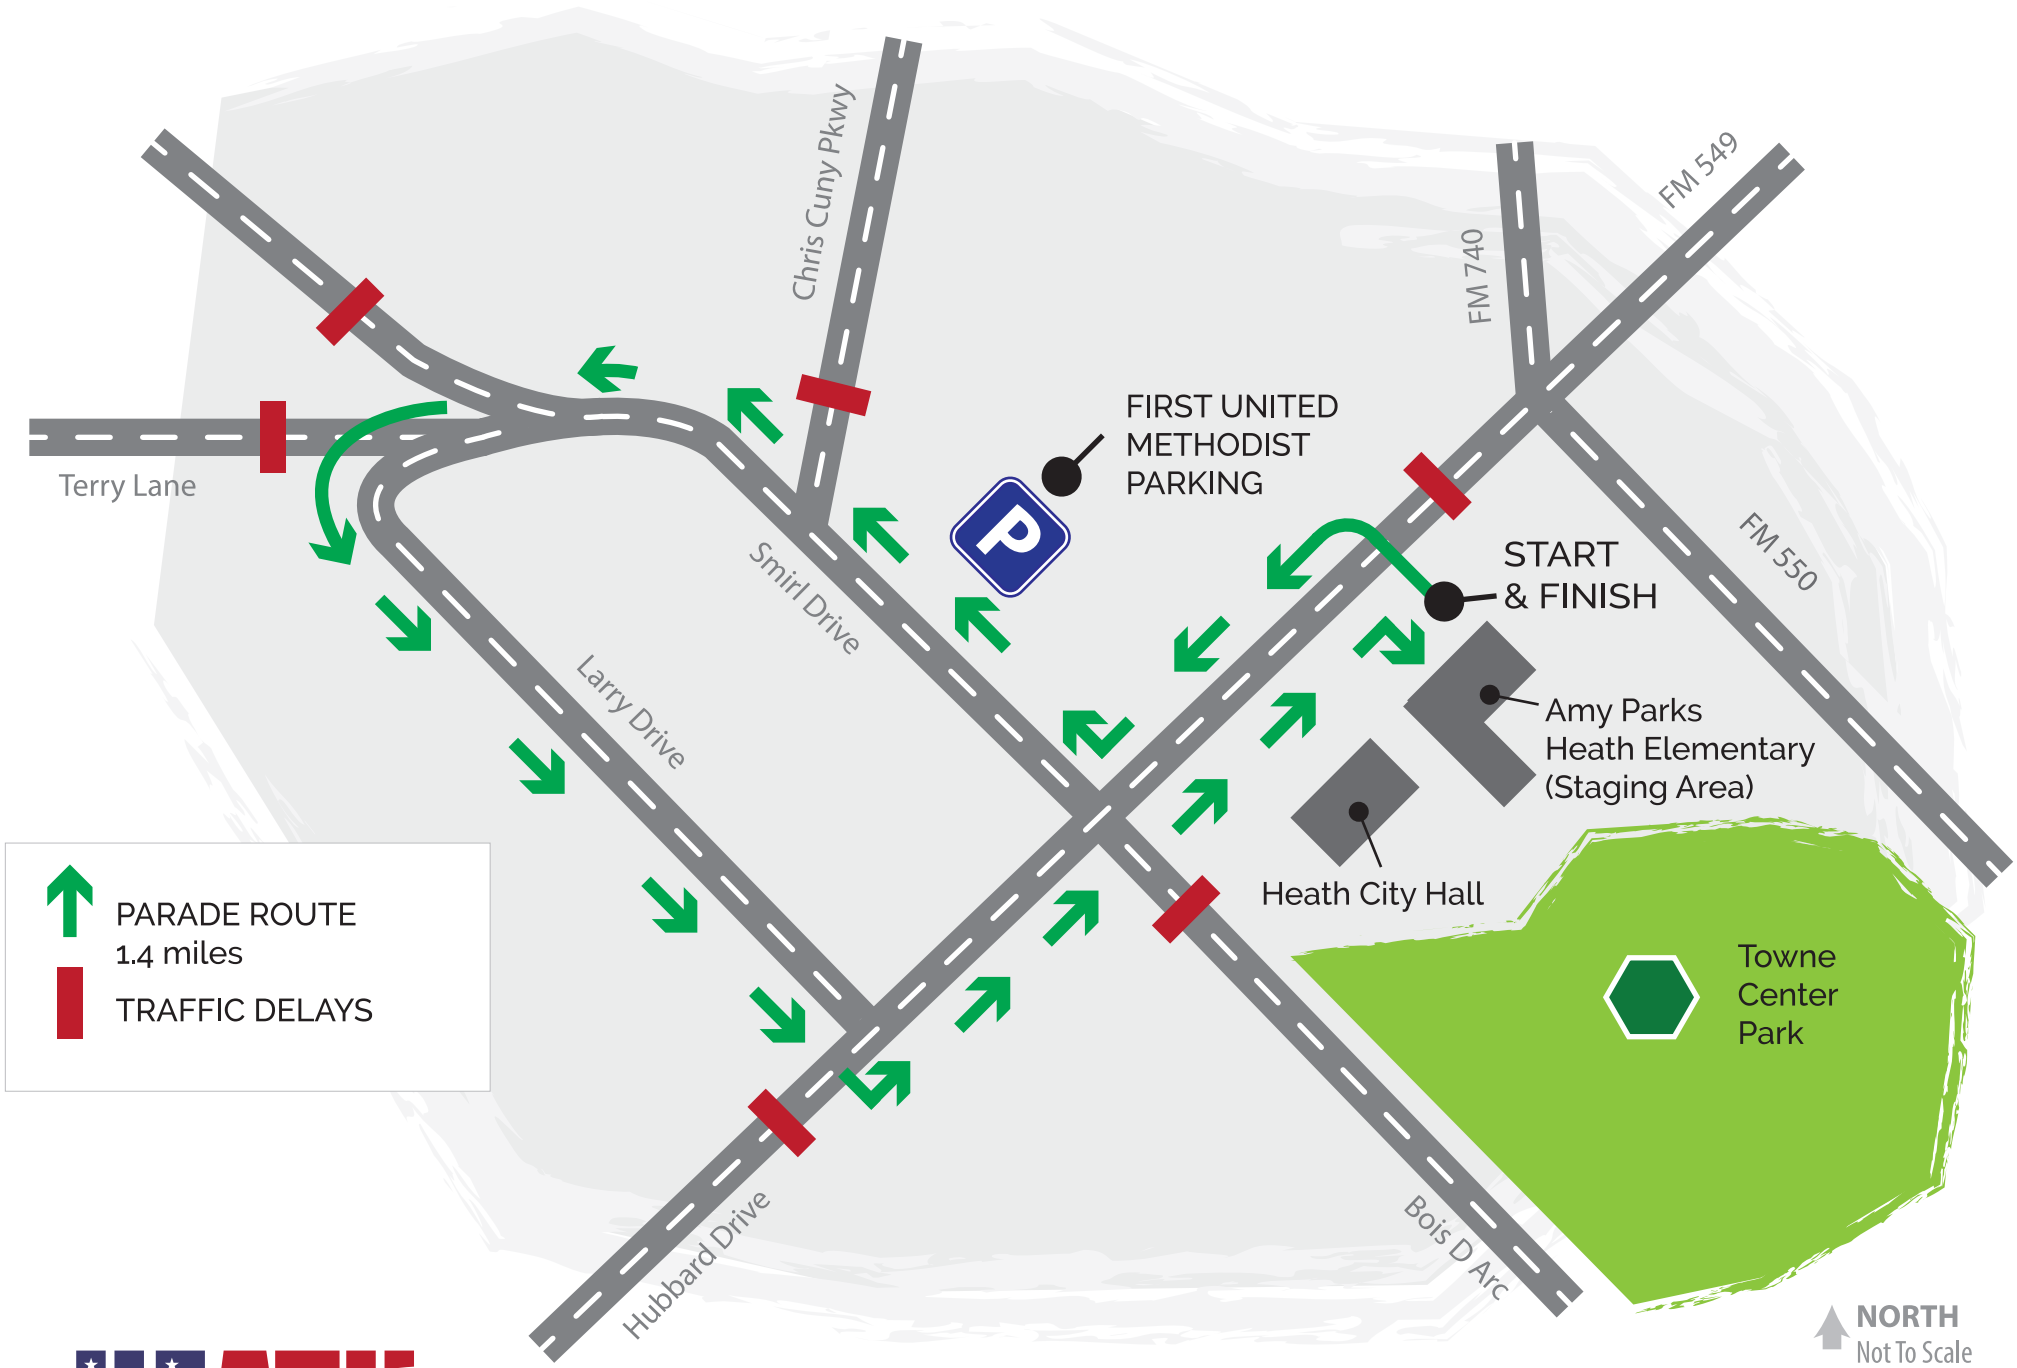 Chris Cuny Pkwy
FM 740
FM 549
FIRST UNITED
METHODIST
PARKING
P
Terry Lane
Smirl Drive
START
& FINISH
FM 550
Larry Drive
Amy Parks
Heath Elementary
(Staging Area)
Heath City Hall
PARADE ROUTE
1.4 miles
TRAFFIC DELAYS
Towne
Center
Park
Hubbard Drive
Bois D Arc
NORTH
Not To Scale